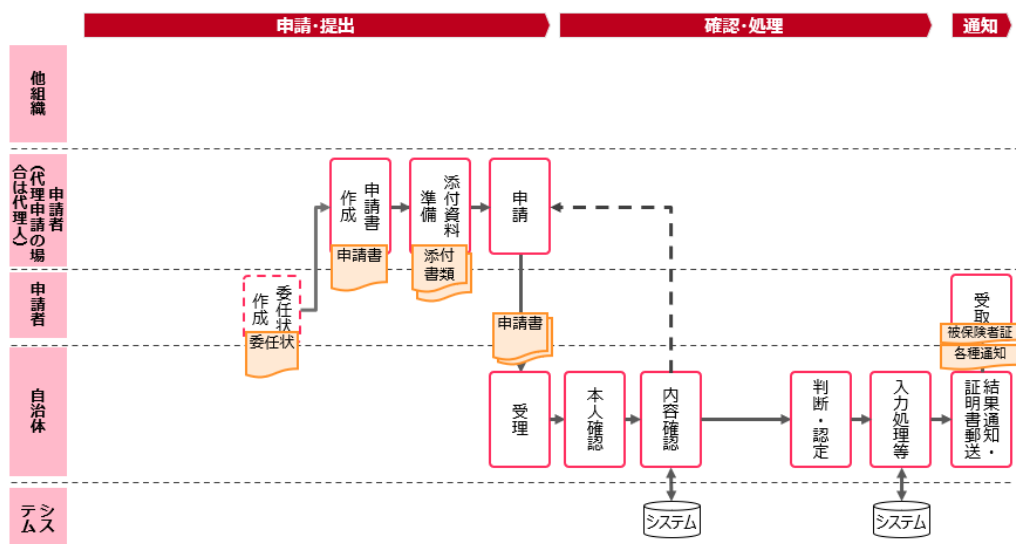 申請・提出
確認・処理
通知
他組織
申請者
(代理申請の場
合は代理人)
申請書
作成
申請書
添付資料
準備
添付
書類
申請
申請者
委任状
作成
委任状
申請書
受取
被保険者証
各種通知
自治体
受理
本人確認
内容確認
判断・認定
入力処理等
結果通知・
証明書郵送
シス
テム
システム
システム